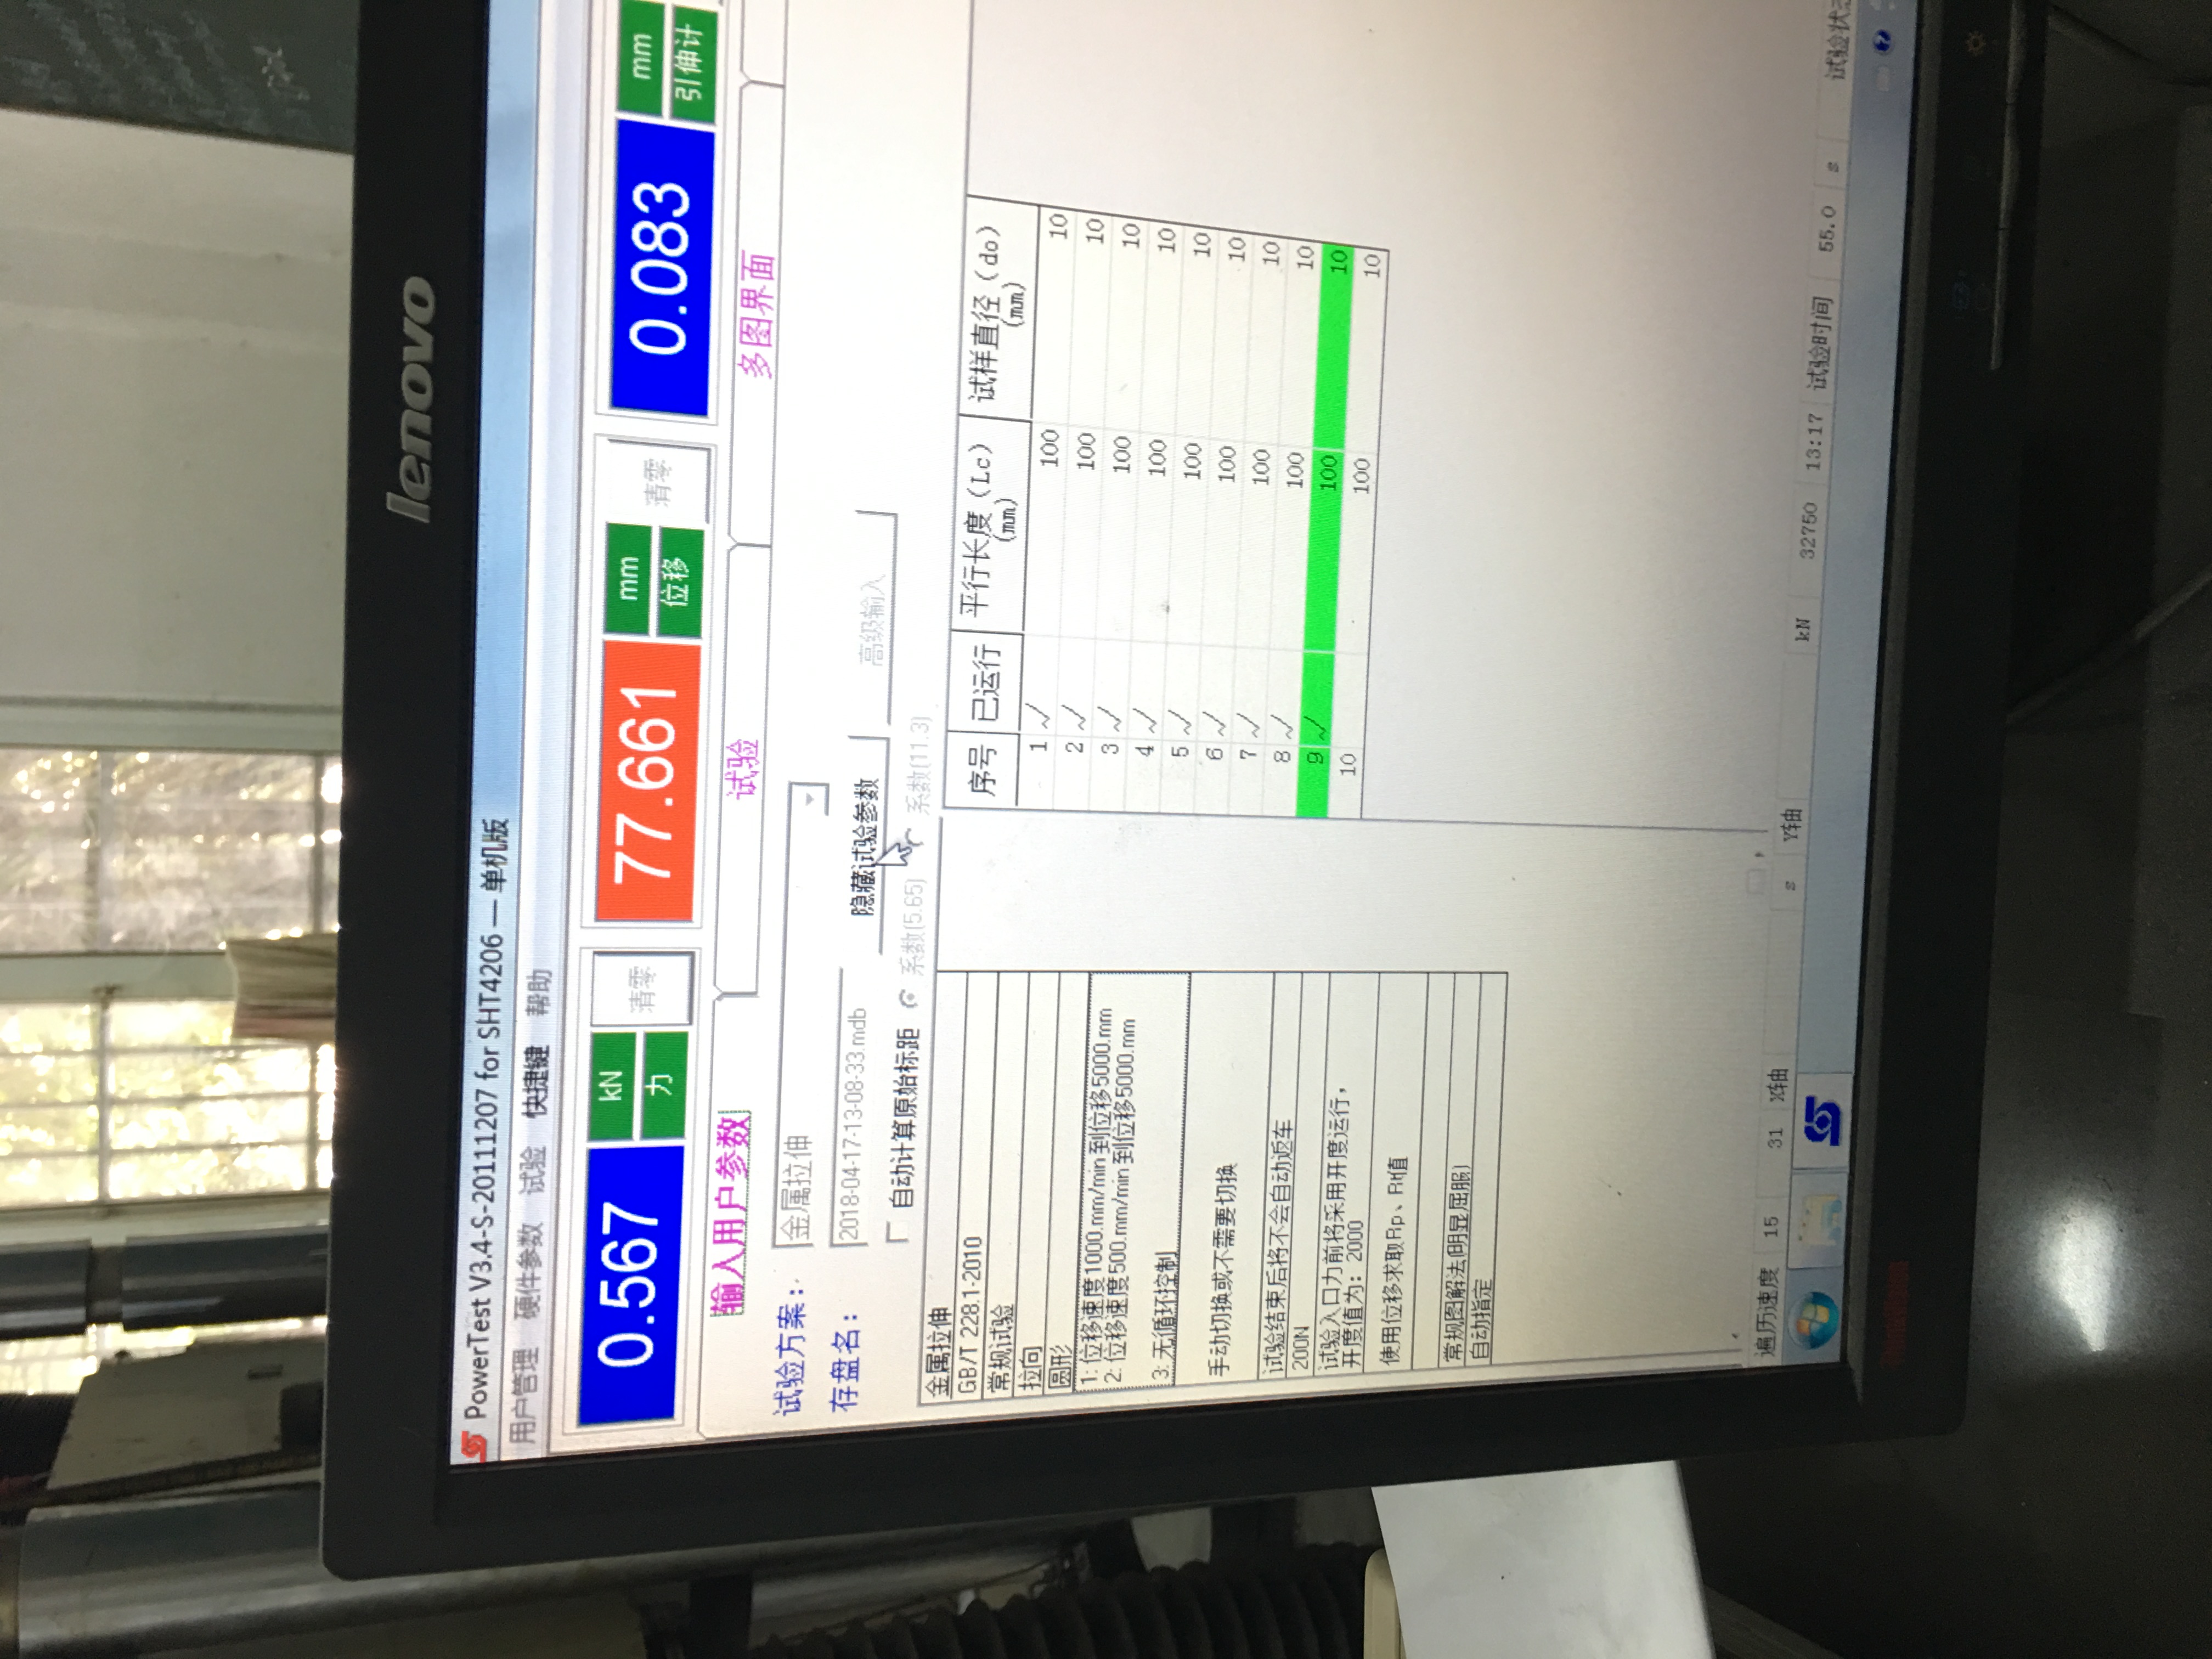 lenovo
PowerTest V3.4-S-20111207 for SHT4206 — 单机版
用户管理 硬件参数 试验 快捷键 帮助
0.567 kN 力 清零 77.661 mm 位移 清零 0.083 mm 引伸计
输入用户参数 试验 多图界面
试验方案： 金属拉伸
存盘名： 2018-04-17-13-08-33.mdb 隐藏试验参数 高级输入
自动计算原始标距 系数(5.65) 系数(11.3)
金属拉伸
GB/T 228.1-2010
常规试验
拉向
圆形
1: 位移速度1000.mm/min 到位移5000.mm
2: 位移速度500.mm/min 到位移5000.mm
3: 无循环控制
手动切换或不需要切换
试验结束后将不会自动返车
200N
试验入口力前将采用开度运行，
开度值为：2000
使用位移求取Rp、Rt值
常规图解法(明显屈服)
自动指定
序号 已运行 平行长度（Lc）(mm) 试样直径（do）(mm)
1 ✓ 100 10
2 ✓ 100 10
3 ✓ 100 10
4 ✓ 100 10
5 ✓ 100 10
6 ✓ 100 10
7 ✓ 100 10
8 ✓ 100 10
9 ✓ 100 10
10 100 10
遍历速度 15 31 X轴 s Y轴 kN 32750 13:17 试验时间 55.0 s 试验状态
ThinkVision